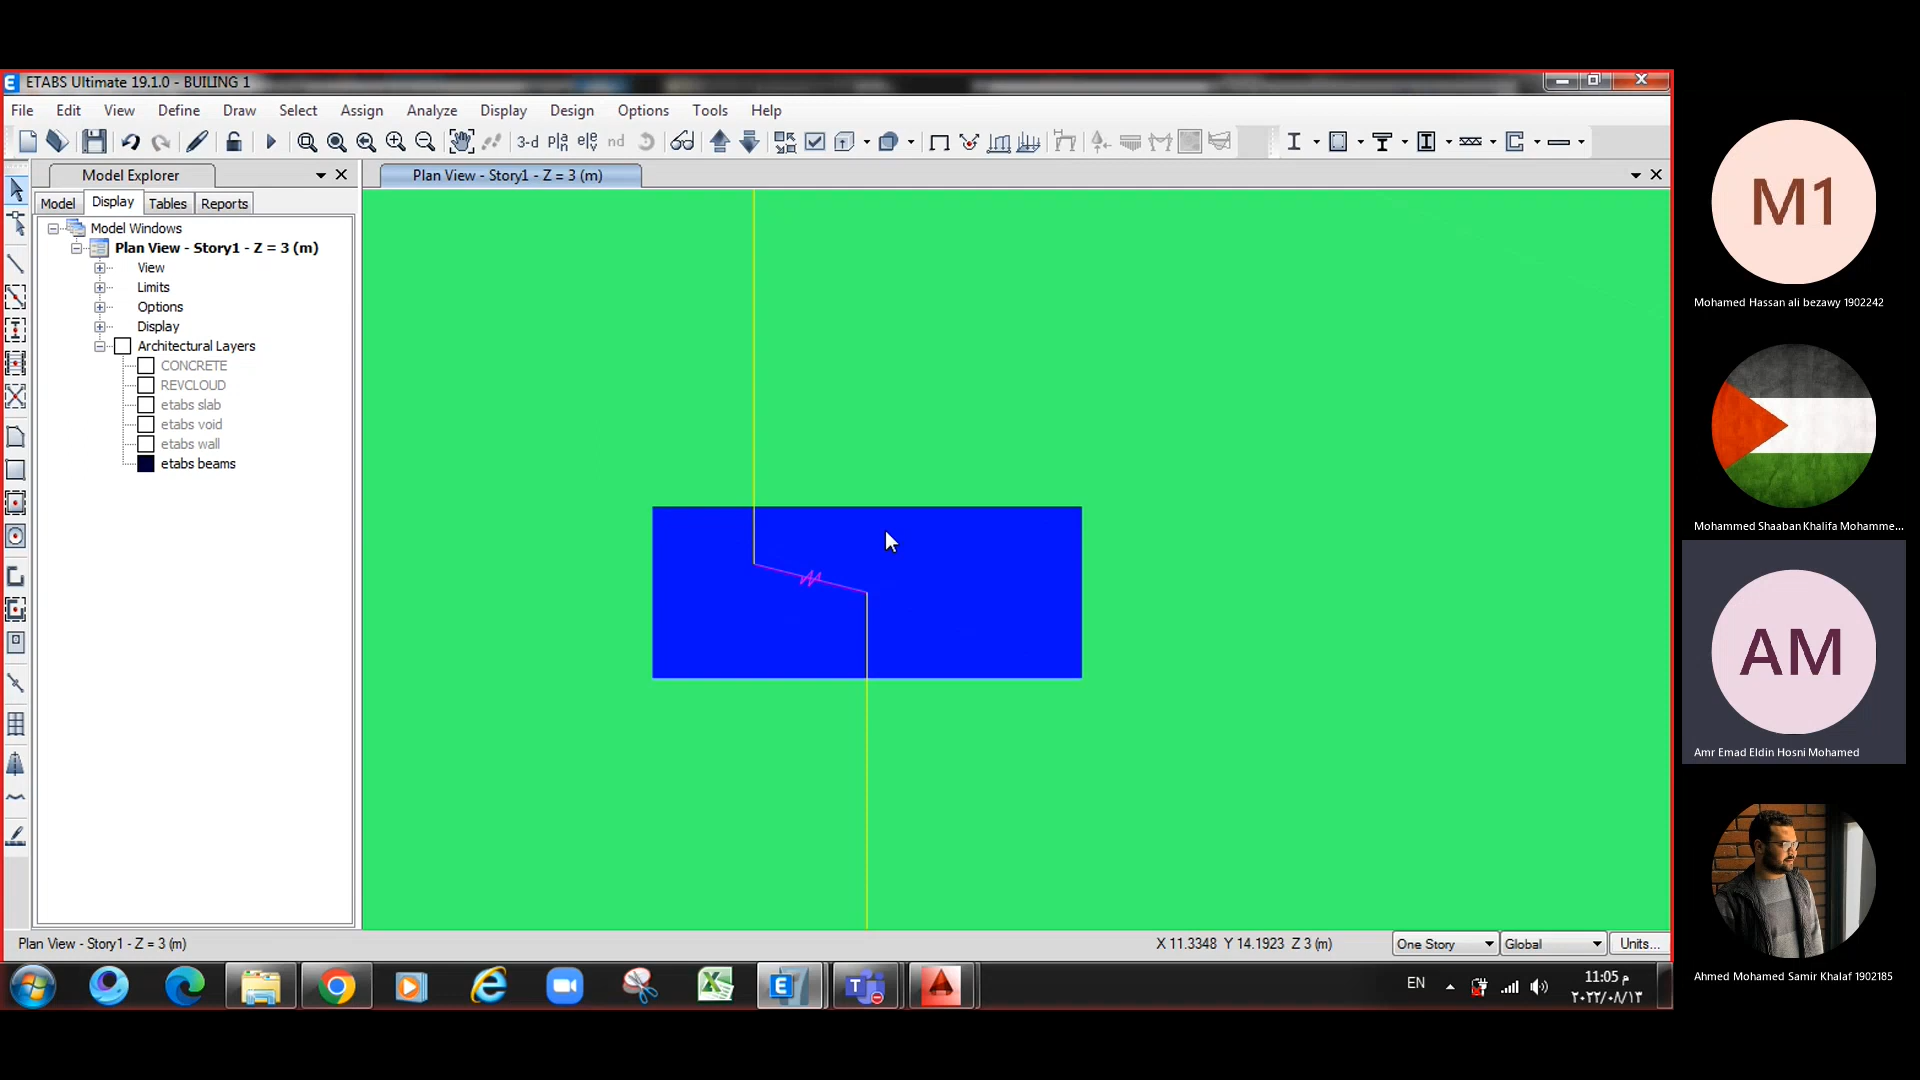 ETABS Ultimate 19.1.0 - BUILING 1
File Edit View Define Draw Select Assign Analyze Display Design Options Tools Help
3-d pla ele nd
Model Explorer
Plan View - Story1 - Z = 3 (m)
Model Display Tables Reports
Model Windows
Plan View - Story1 - Z = 3 (m)
View
Limits
Options
Display
Architectural Layers
CONCRETE
REVCLOUD
etabs slab
etabs void
etabs wall
etabs beams
Plan View - Story1 - Z = 3 (m)
X 11.3348 Y 14.1923 Z 3 (m)
One Story
Global
Units...
EN
11:05 م
٢٠٢٢/٠٨/١٣
M1
Mohamed Hassan ali bezawy 1902242
Mohammed Shaaban Khalifa Mohamme...
AM
Amr Emad Eldin Hosni Mohamed
Ahmed Mohamed Samir Khalaf 1902185